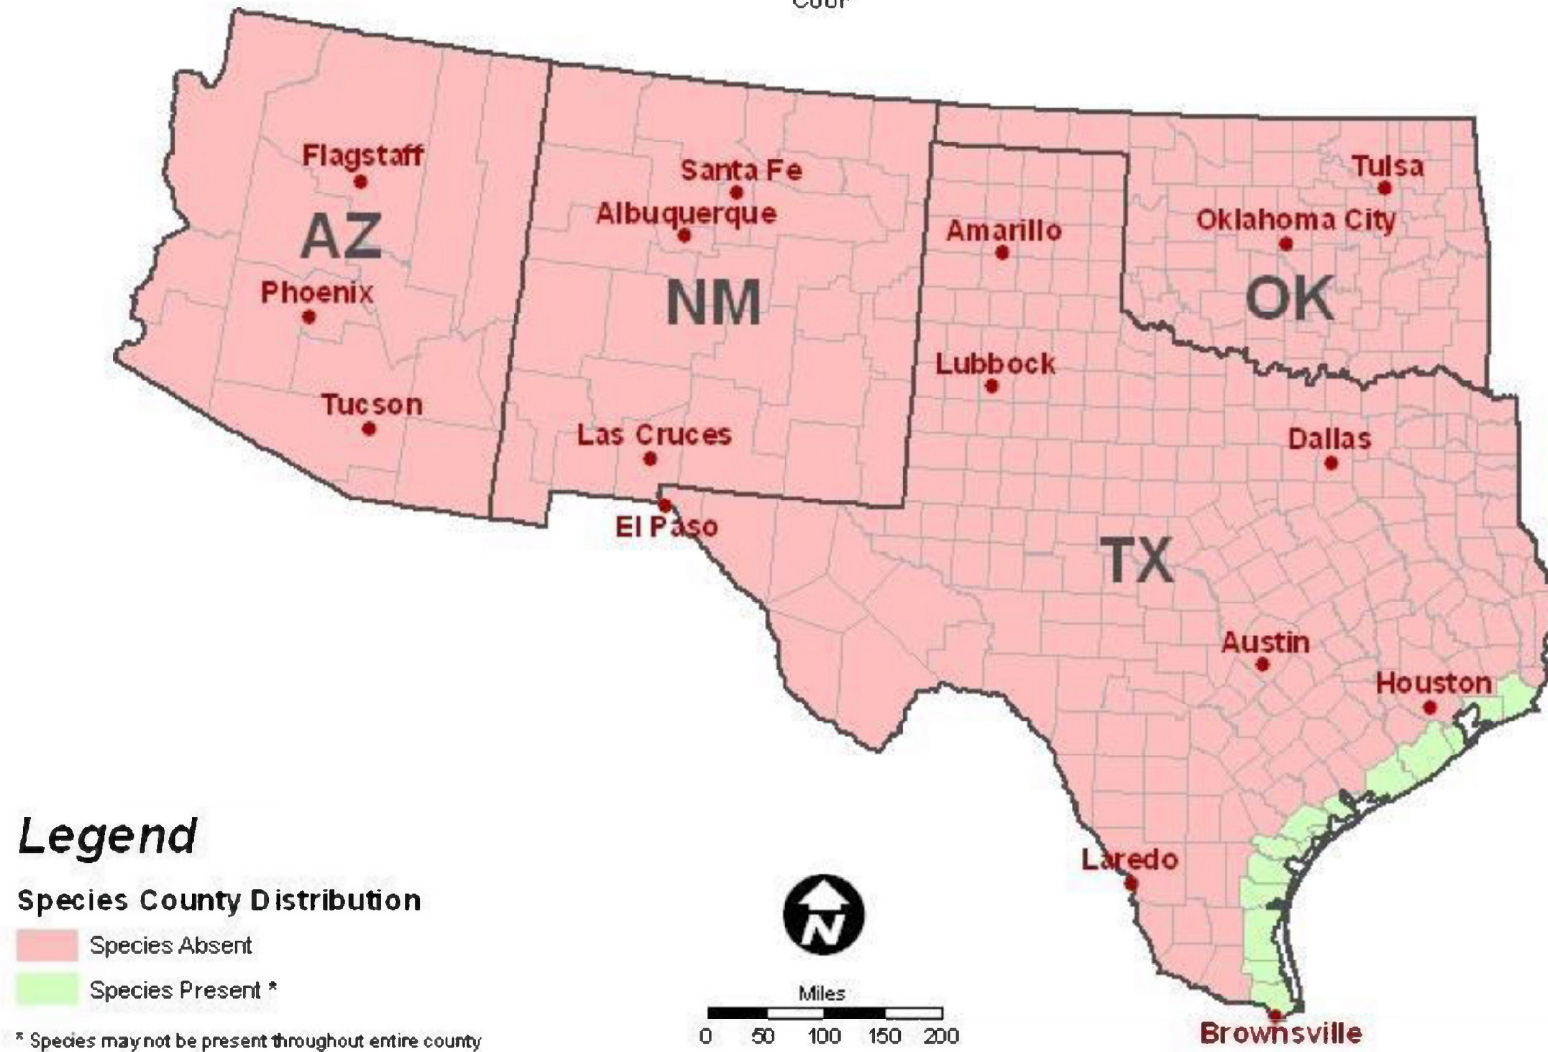 Flagstaff
Santa Fe
Tulsa
Albuquerque
Oklahoma City
AZ
Amarillo
Phoenix
NM
OK
Lubbock
Tucson
Las Cruces
Dallas
El Paso
TX
Austin
Houston
Laredo
Brownsville
Legend
Species County Distribution
Species Absent
Species Present *
* Species may not be present throughout entire county
N
Miles
0 50 100 150 200